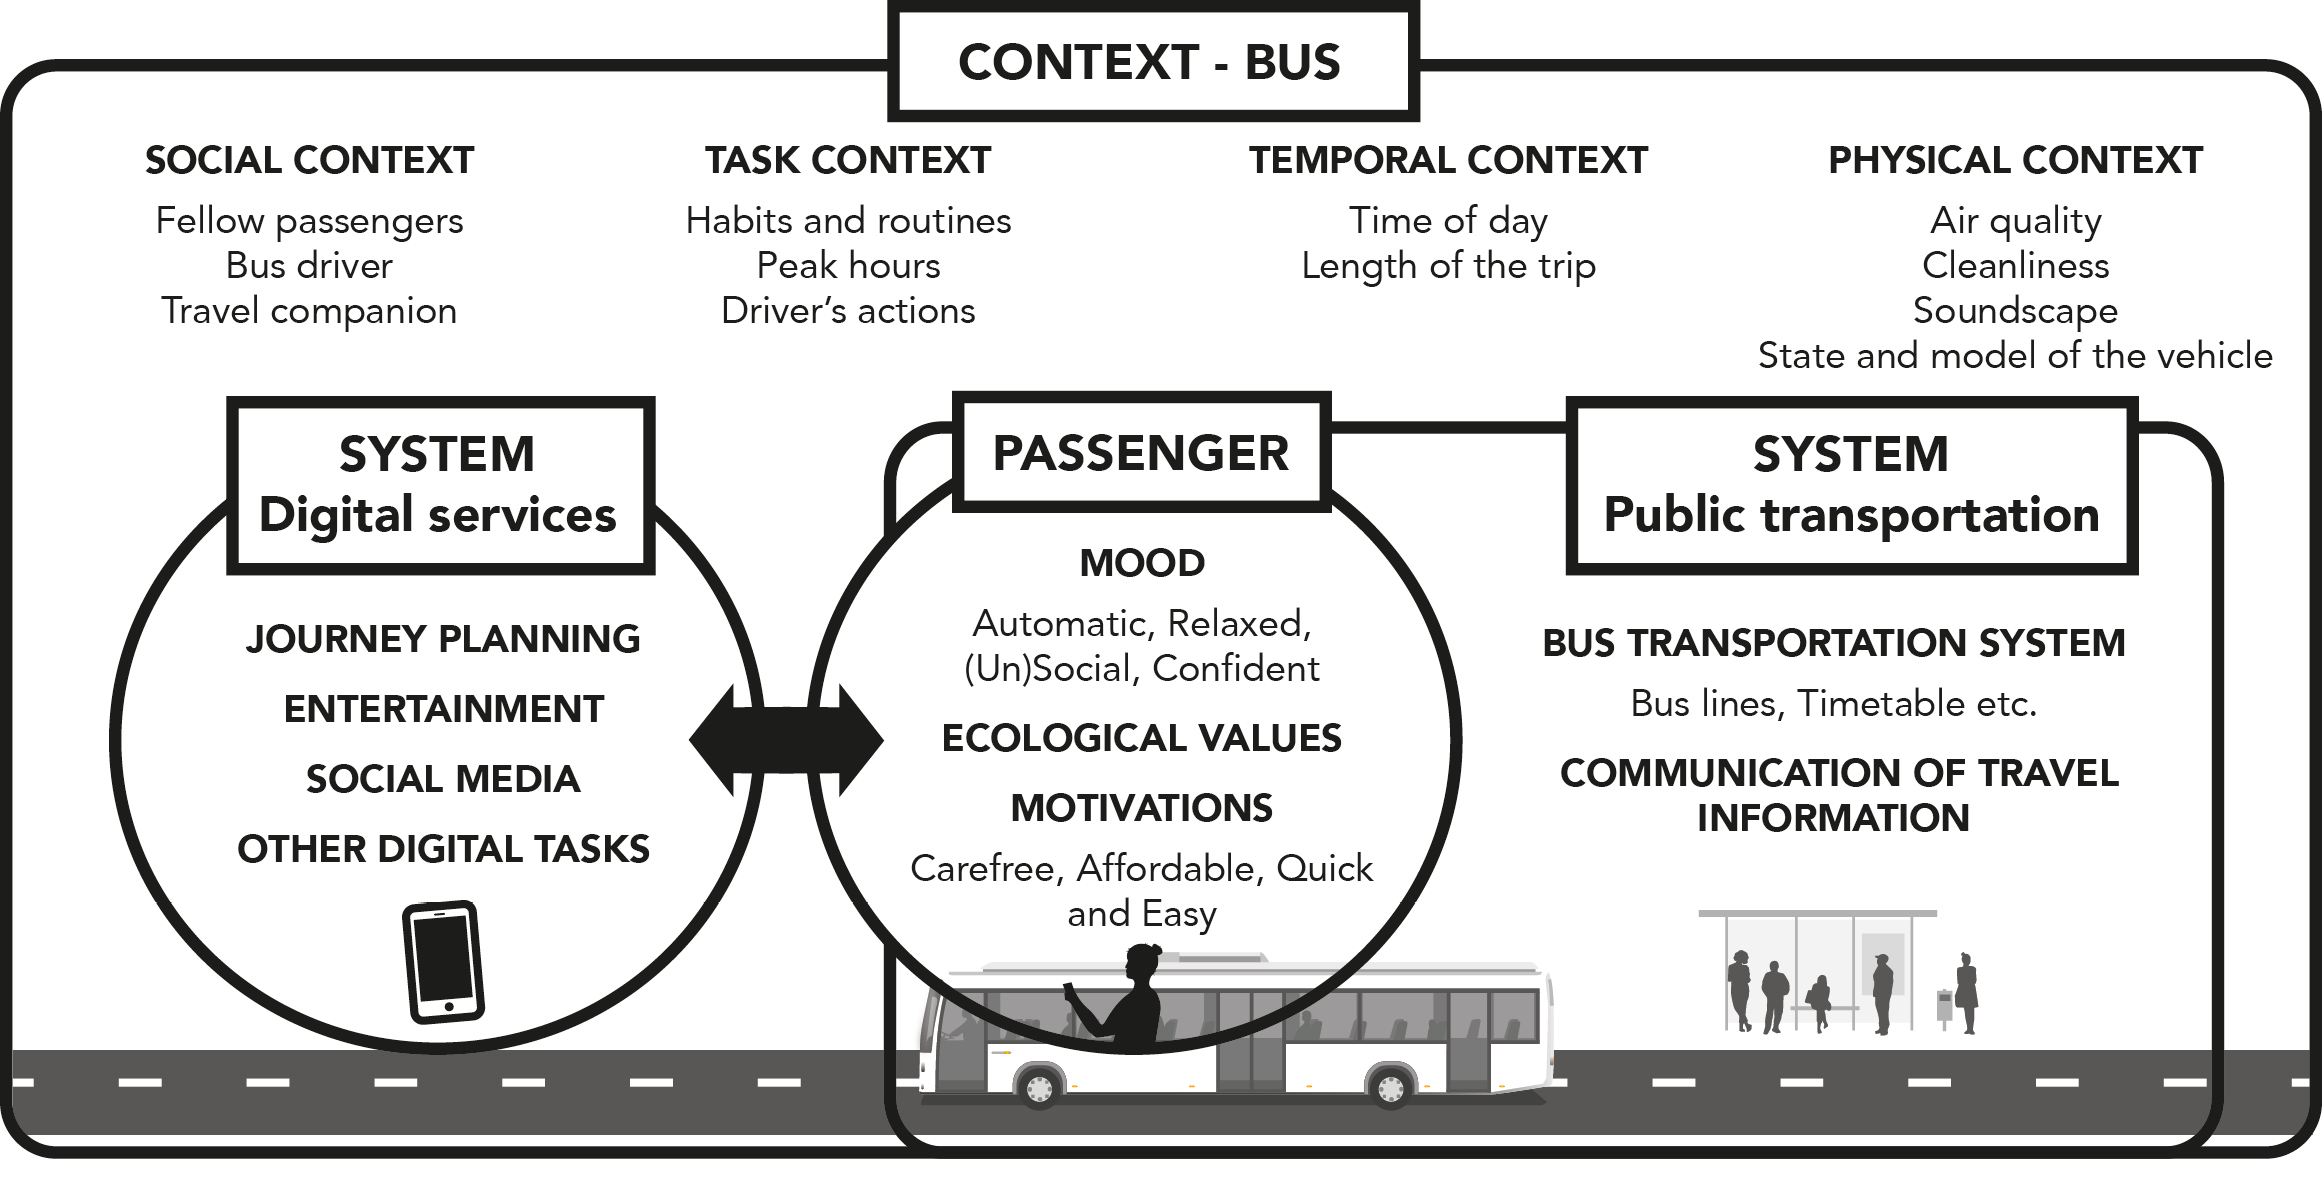 CONTEXT - BUS
SOCIAL CONTEXT
Fellow passengers
Bus driver
Travel companion
TASK CONTEXT
Habits and routines
Peak hours
Driver’s actions
TEMPORAL CONTEXT
Time of day
Length of the trip
PHYSICAL CONTEXT
Air quality
Cleanliness
Soundscape
State and model of the vehicle
SYSTEM
Digital services
JOURNEY PLANNING
ENTERTAINMENT
SOCIAL MEDIA
OTHER DIGITAL TASKS
PASSENGER
MOOD
Automatic, Relaxed,
(Un)Social, Confident
ECOLOGICAL VALUES
MOTIVATIONS
Carefree, Affordable, Quick
and Easy
SYSTEM
Public transportation
BUS TRANSPORTATION SYSTEM
Bus lines, Timetable etc.
COMMUNICATION OF TRAVEL
INFORMATION